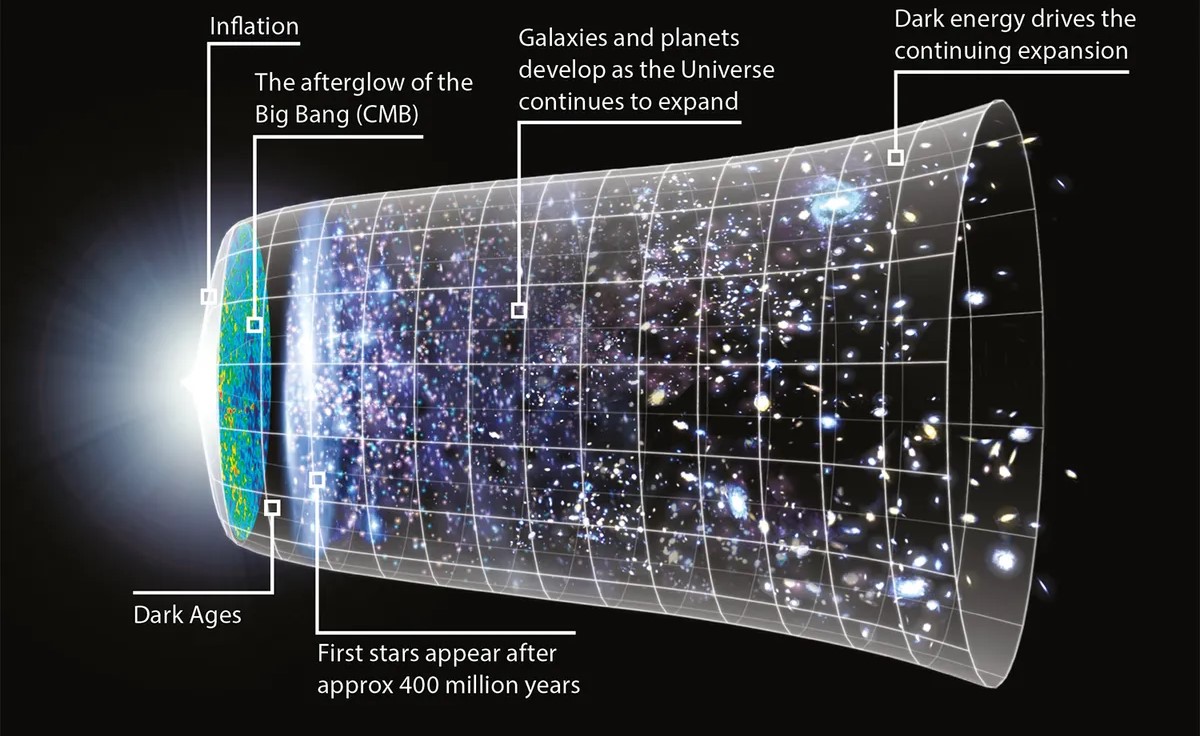 Inflation
The afterglow of the
Big Bang (CMB)
Galaxies and planets
develop as the Universe
continues to expand
Dark energy drives the
continuing expansion
Dark Ages
First stars appear after
approx 400 million years